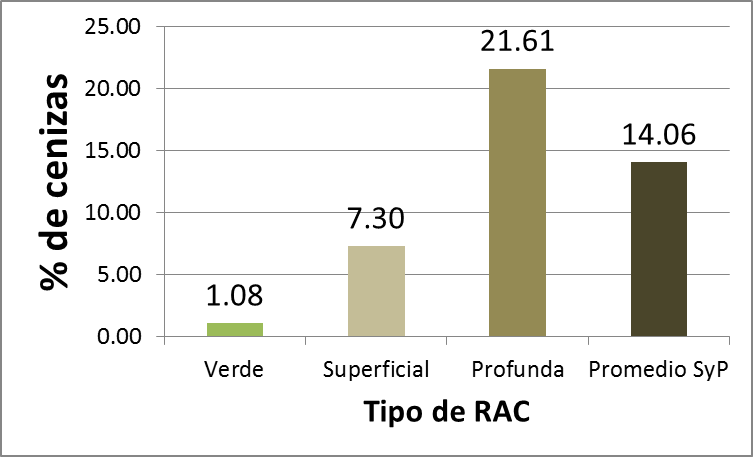 % de cenizas
25.00
20.00
15.00
10.00
5.00
0.00
1.08
7.30
21.61
14.06
Verde
Superficial
Profunda
Promedio SyP
Tipo de RAC